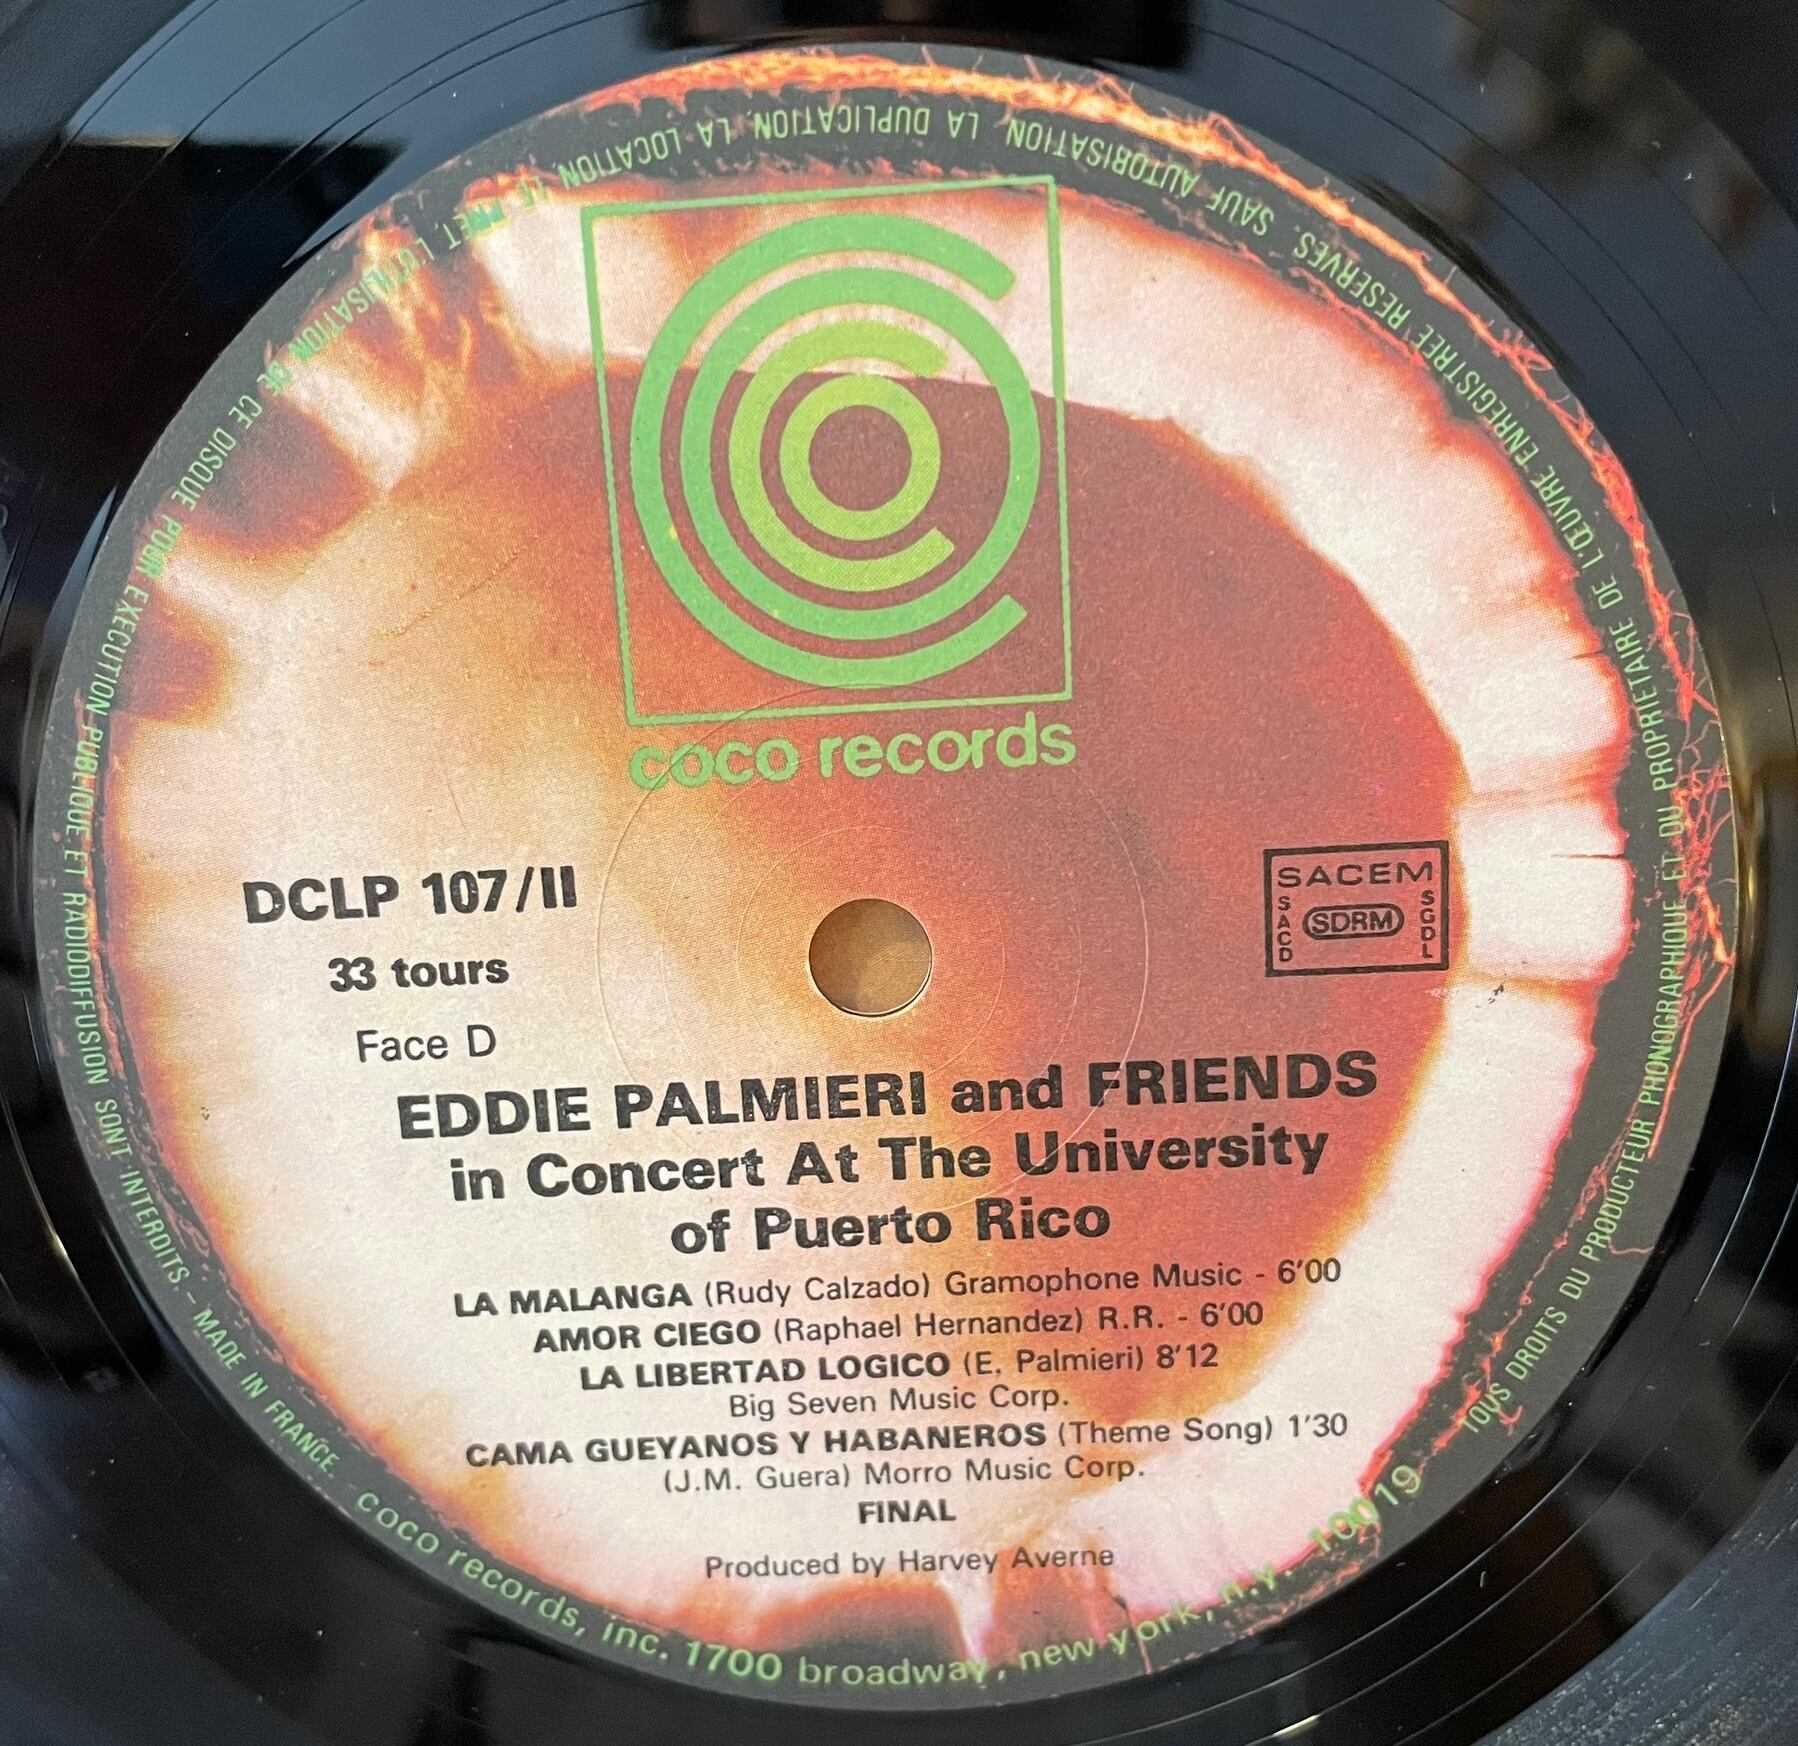 coco records
DCLP 107/II
33 tours
Face D
SACEM
SACD
SDRM
SGDL
EDDIE PALMIERI and FRIENDS
in Concert At The University
of Puerto Rico
LA MALANGA (Rudy Calzado) Gramophone Music - 6'00
AMOR CIEGO (Raphael Hernandez) R.R. - 6'00
LA LIBERTAD LOGICO (E. Palmieri) 8'12
Big Seven Music Corp.
CAMA GUEYANOS Y HABANEROS (Theme Song) 1'30
(J.M. Guera) Morro Music Corp.
FINAL
Produced by Harvey Averne
TOUS DROITS DU PRODUCTEUR PHONOGRAPHIQUE ET DU PROPRIETAIRE DE L'ŒUVRE ENREGISTREE RESERVES. SAUF AUTORISATION LA DUPLICATION, LA LOCATION, LE PRET, L'UTILISATION DE CE DISQUE POUR EXECUTION PUBLIQUE ET RADIODIFFUSION SONT INTERDITS. - MADE IN FRANCE.
coco records, inc. 1700 broadway, new york, n.y. 10019